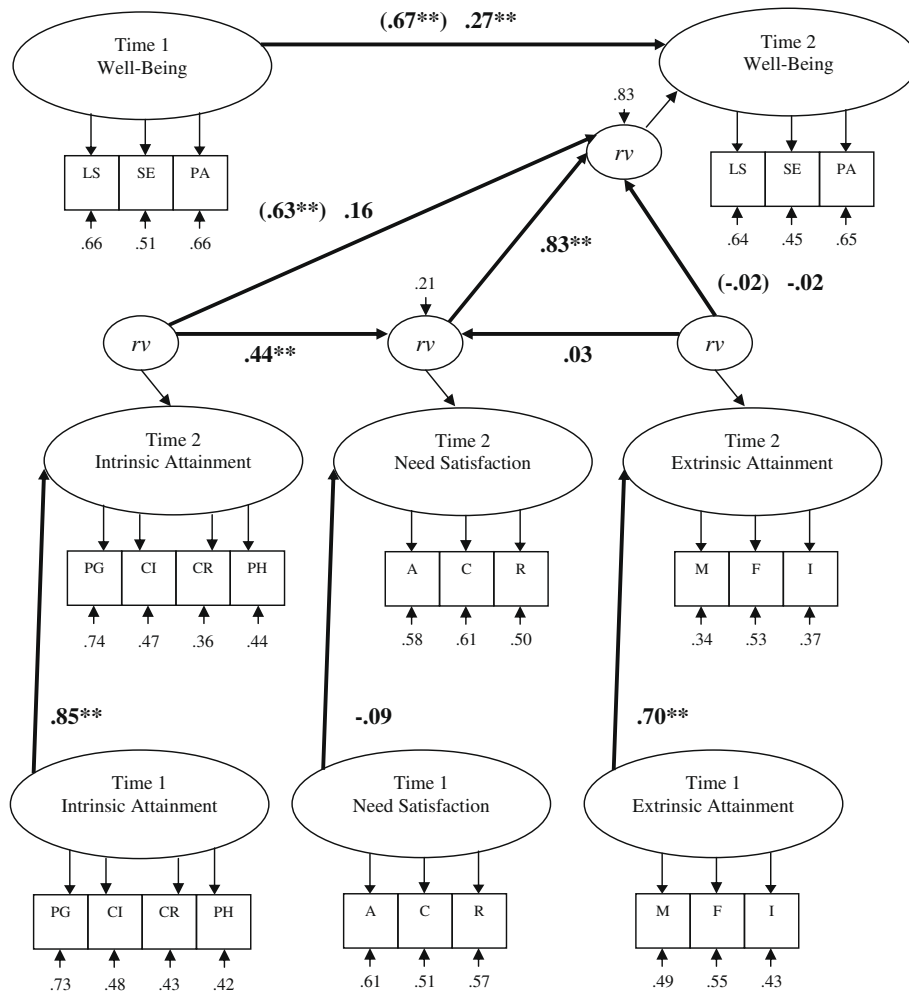 (.67**) .27**
Time 1
Well-Being
Time 2
Well-Being
.83
rv
LS SE PA
.66 .51 .66
LS SE PA
.64 .45 .65
(.63**) .16
.83**
(-.02) -.02
.21
rv
rv
rv
.44**
.03
Time 2
Intrinsic Attainment
Time 2
Need Satisfaction
Time 2
Extrinsic Attainment
PG CI CR PH
.74 .47 .36 .44
A C R
.58 .61 .50
M F I
.34 .53 .37
.85**
-.09
.70**
Time 1
Intrinsic Attainment
Time 1
Need Satisfaction
Time 1
Extrinsic Attainment
PG CI CR PH
.73 .48 .43 .42
A C R
.61 .51 .57
M F I
.49 .55 .43